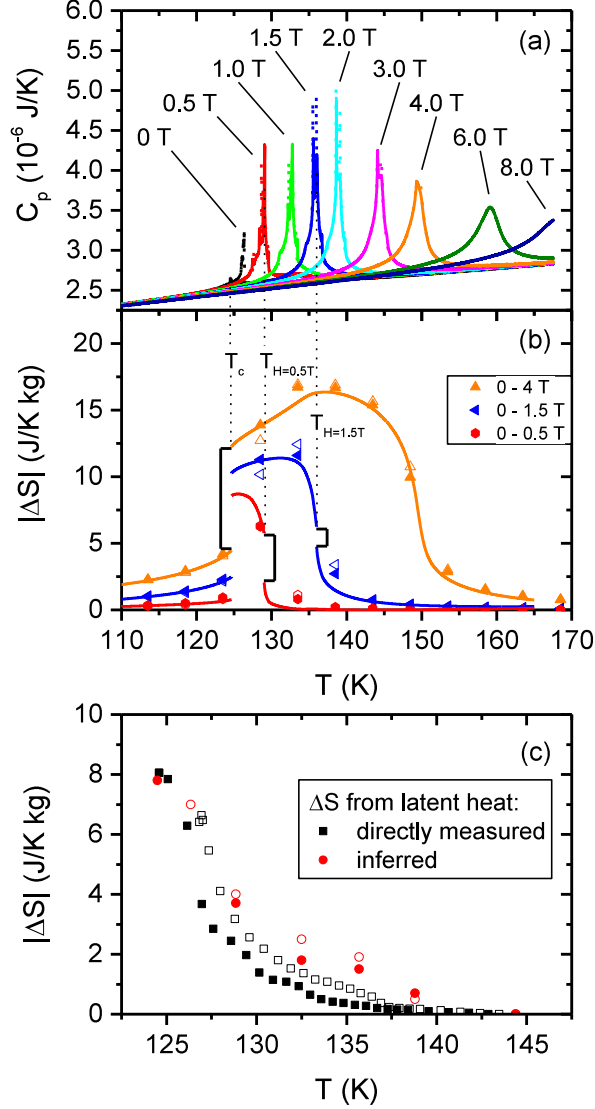 (a)
0 T
0.5 T
1.0 T
1.5 T
2.0 T
3.0 T
4.0 T
6.0 T
8.0 T
C_p (10^-6 J/K)
5.0
4.5
4.0
3.5
3.0
2.5
(b)
T_c
T_H=0.5T
T_H=1.5T
0 - 4 T
0 - 1.5 T
0 - 0.5 T
|ΔS| (J/K kg)
20
15
10
5
0
110 120 130 140 150 160 170
T (K)
(c)
ΔS from latent heat:
directly measured
inferred
|ΔS| (J/K kg)
10
8
6
4
2
0
125 130 135 140 145
T (K)